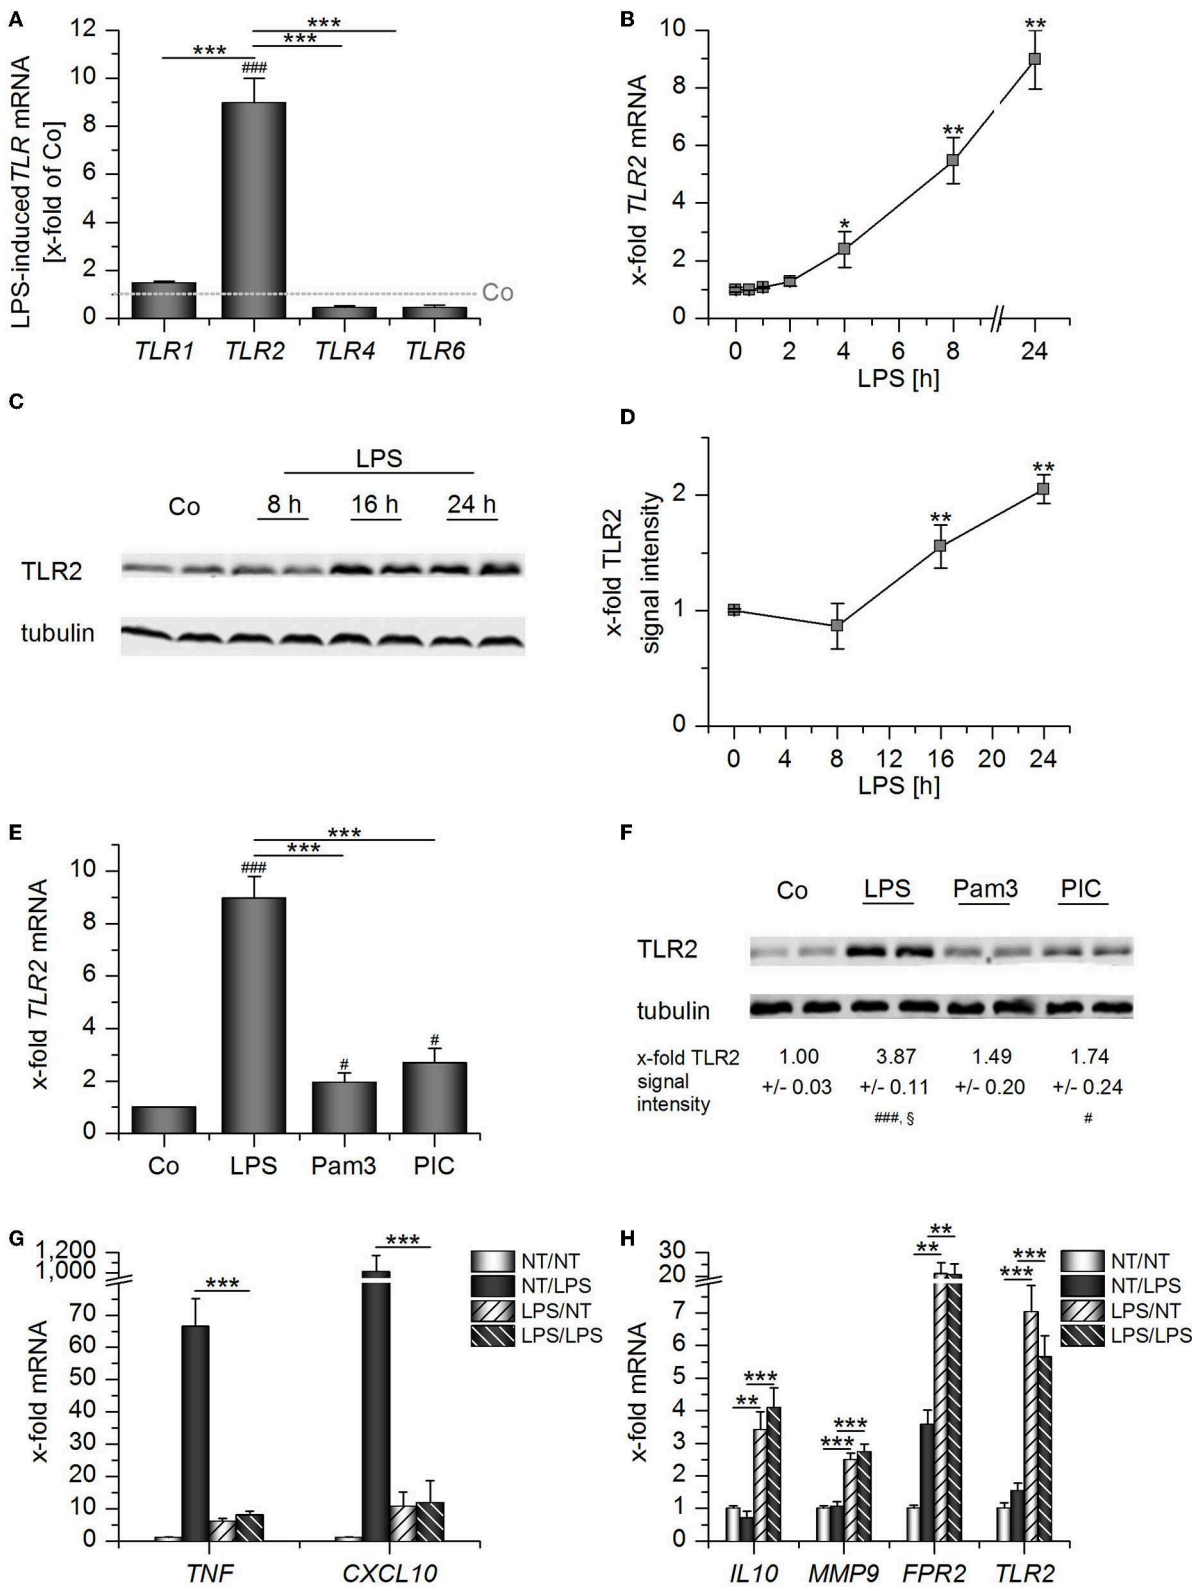 A
LPS-induced TLR mRNA
[x-fold of Co]
12
10
8
6
4
2
0
***
***
***
###
Co
TLR1 TLR2 TLR4 TLR6
B
x-fold TLR2 mRNA
10
8
6
4
2
0
*
**
**
0 2 4 6 8 24
LPS [h]
C
LPS
Co 8 h 16 h 24 h
TLR2
tubulin
D
x-fold TLR2
signal intensity
2
1
0
**
**
0 4 8 12 16 20 24
LPS [h]
E
x-fold TLR2 mRNA
10
8
6
4
2
0
***
***
###
#
#
Co LPS Pam3 PIC
F
Co LPS Pam3 PIC
TLR2
tubulin
x-fold TLR2 1.00 3.87 1.49 1.74
signal +/- 0.03 +/- 0.11 +/- 0.20 +/- 0.24
intensity ###, § #
G
x-fold mRNA
1,200
1,000
70
60
50
40
30
20
10
0
***
***
NT/NT
NT/LPS
LPS/NT
LPS/LPS
TNF CXCL10
H
x-fold mRNA
30
20
7
6
5
4
3
2
1
0
** ***
*** ***
** **
*** ***
NT/NT
NT/LPS
LPS/NT
LPS/LPS
IL10 MMP9 FPR2 TLR2